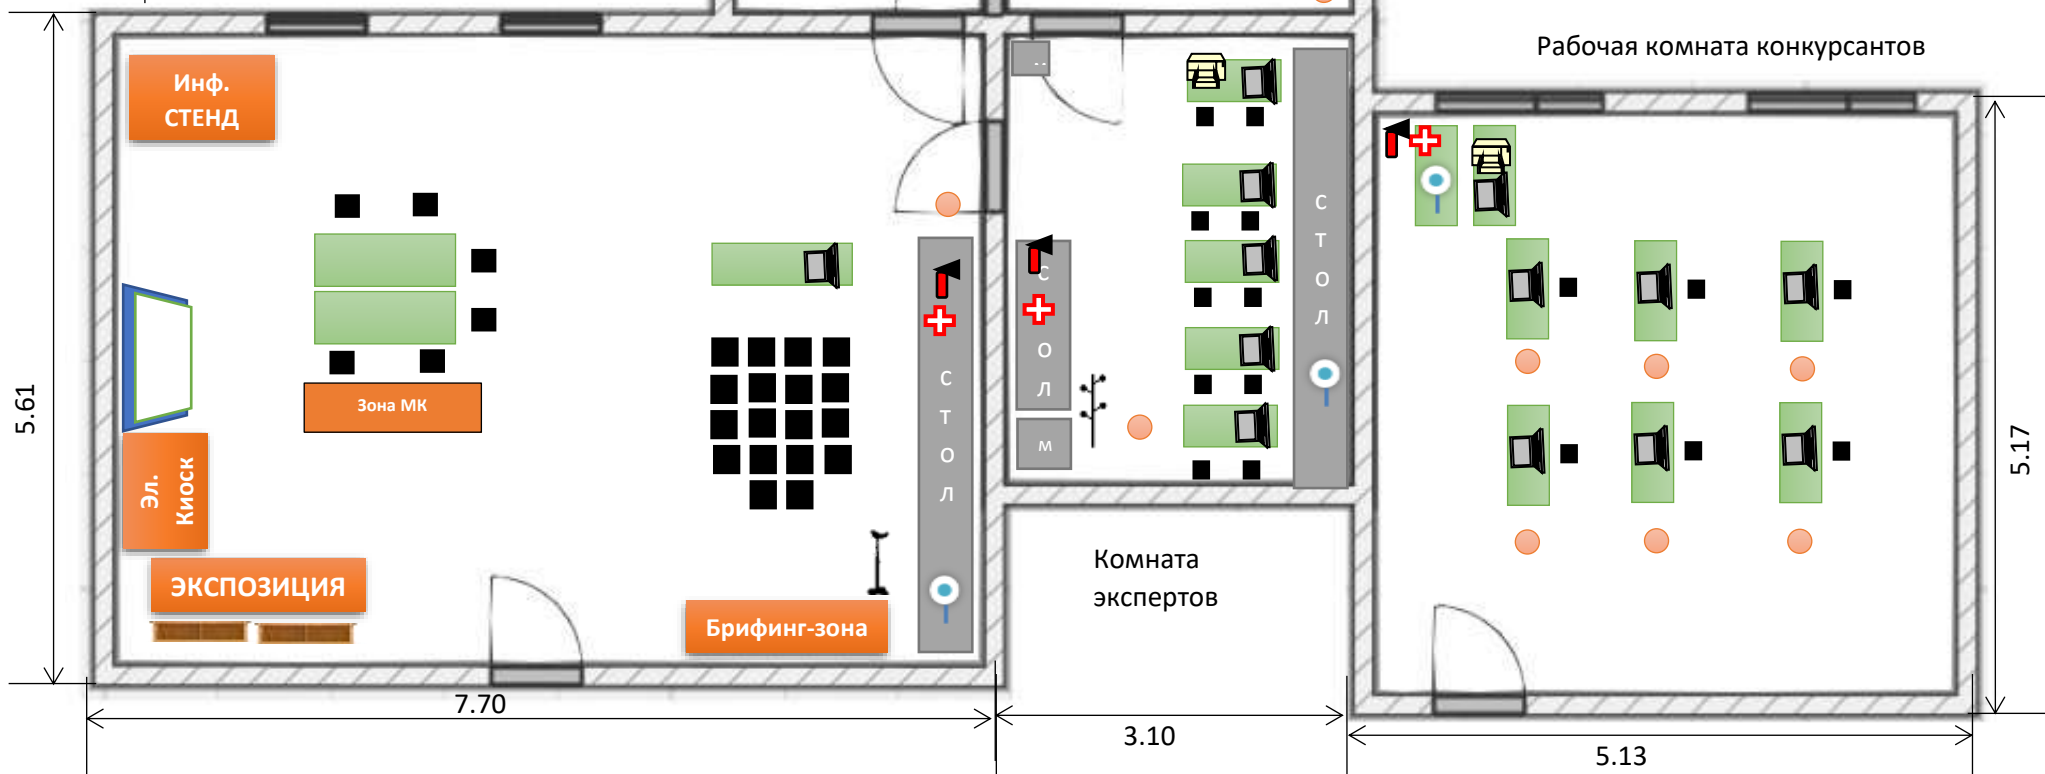 Рабочая комната конкурсантов
Инф.
СТЕНД
..
С
Т
О
Л
С
О
Л
М
С
Т
О
Л
Зона МК
5.61
5.17
Эл.
Киоск
ЭКСПОЗИЦИЯ
Брифинг-зона
Комната
экспертов
7.70
3.10
5.13